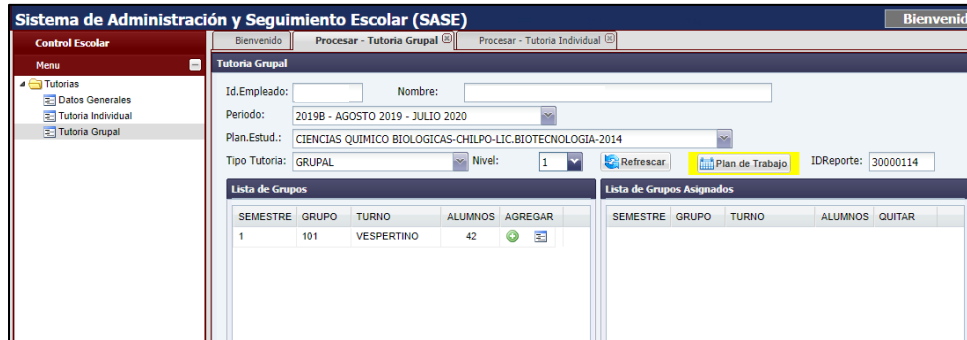 Sistema de Administración y Seguimiento Escolar (SASE)
Bienvenid
Control Escolar
Bienvenido
Procesar - Tutoria Grupal
Procesar - Tutoria Individual
Menu
Tutoria Grupal
Tutorias
Datos Generales
Tutoria Individual
Tutoria Grupal
Id.Empleado:
Nombre:
Periodo:
2019B - AGOSTO 2019 - JULIO 2020
Plan.Estud.:
CIENCIAS QUIMICO BIOLOGICAS-CHILPO-LIC.BIOTECNOLOGIA-2014
Tipo Tutoria:
GRUPAL
Nivel:
1
Refrescar
Plan de Trabajo
IDReporte:
30000114
Lista de Grupos
SEMESTRE GRUPO TURNO ALUMNOS AGREGAR
1 101 VESPERTINO 42
Lista de Grupos Asignados
SEMESTRE GRUPO TURNO ALUMNOS QUITAR